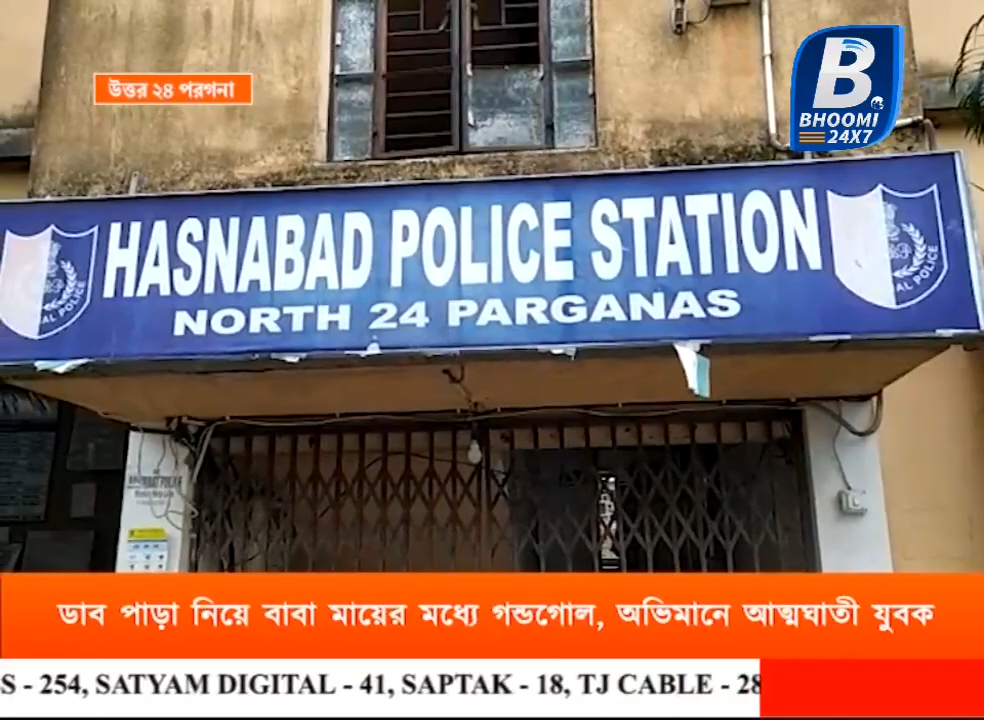 BHOOMI
24X7
উত্তর ২৪ পরগনা
HASNABAD POLICE STATION
NORTH 24 PARGANAS
ডাব পাড়া নিয়ে বাবা মায়ের মধ্যে গন্ডগোল, অভিমানে আত্মঘাতী যুবক
S - 254, SATYAM DIGITAL - 41, SAPTAK - 18, TJ CABLE - 28